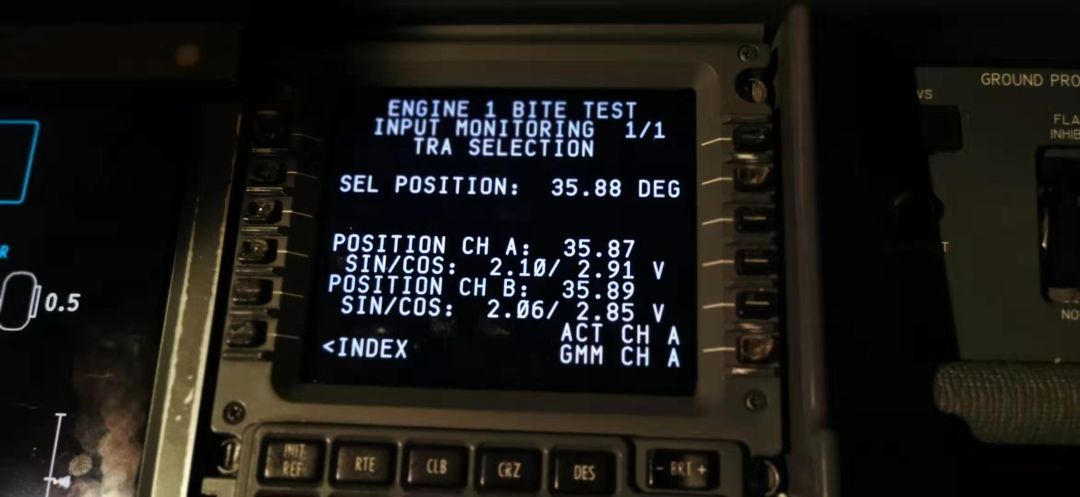 ENGINE 1 BITE TEST
INPUT MONITORING 1/1
TRA SELECTION
SEL POSITION: 35.88 DEG
POSITION CH A: 35.87
SIN/COS: 2.10/ 2.91 V
POSITION CH B: 35.89
SIN/COS: 2.06/ 2.85 V
ACT CH A
<INDEX GMM CH A
INIT REF
RTE
CLB
CRZ
DES
- BRT +
0.5
GROUND PRO